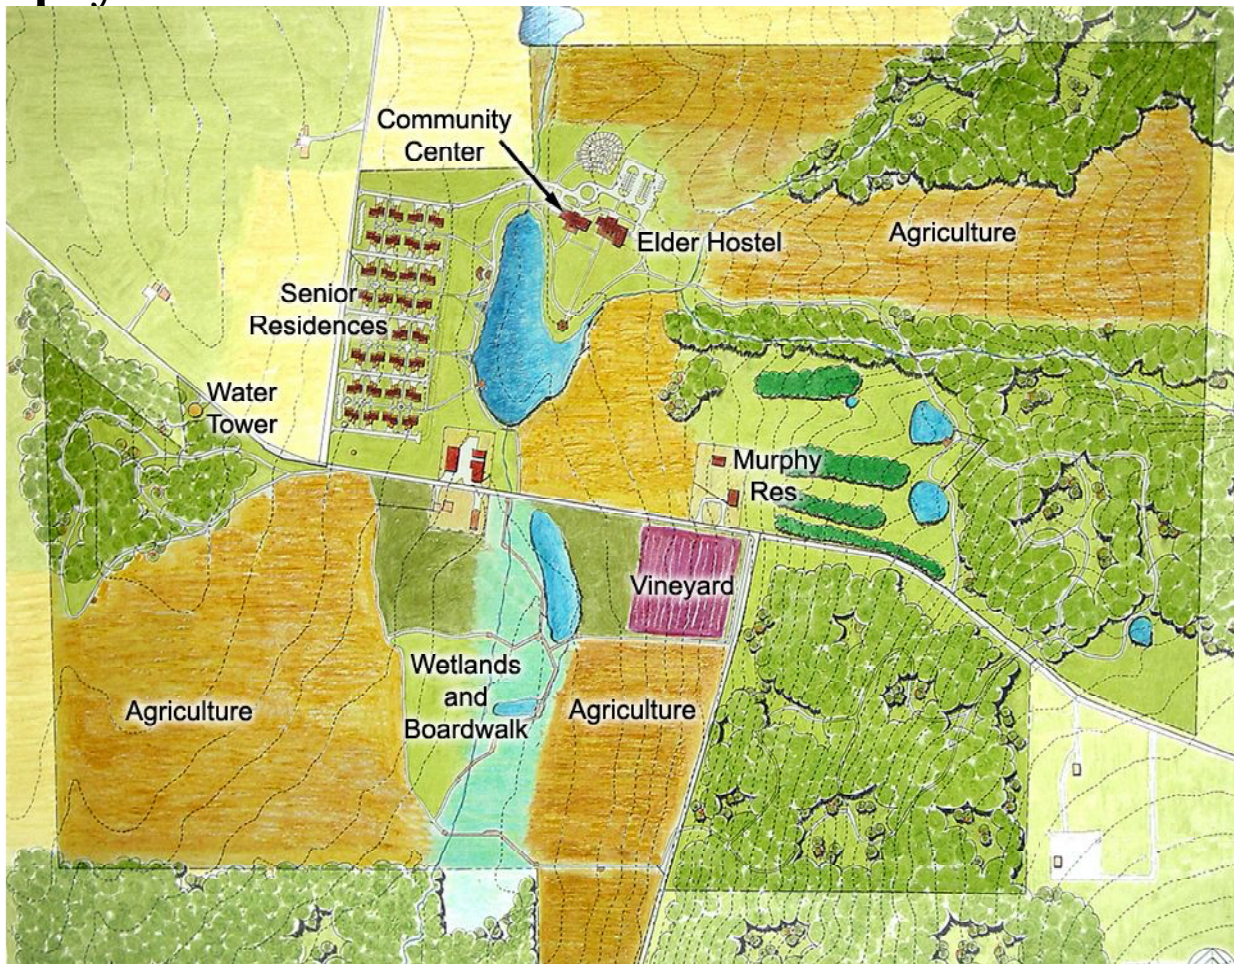 Community
Center
Elder Hostel
Agriculture
Senior
Residences
Water
Tower
Murphy
Res.
Vineyard
Wetlands
and
Boardwalk
Agriculture
Agriculture